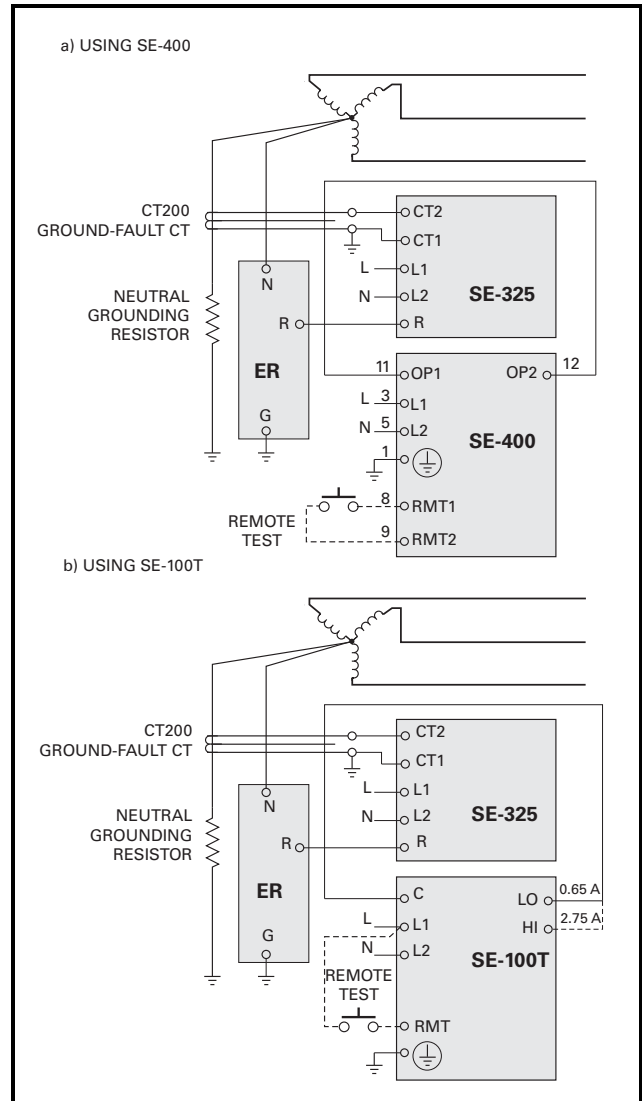 a) USING SE-400
CT200
GROUND-FAULT CT
NEUTRAL
GROUNDING
RESISTOR
N
R
ER
G
CT2
CT1
L L1
N L2
R
SE-325
11 OP1
OP2 12
L 3 L1
N 5 L2
1
SE-400
8 RMT1
9 RMT2
REMOTE
TEST
b) USING SE-100T
CT200
GROUND-FAULT CT
NEUTRAL
GROUNDING
RESISTOR
N
R
ER
G
CT2
CT1
L L1
N L2
R
SE-325
C
L L1
N L2
LO 0.65 A
HI 2.75 A
SE-100T
REMOTE
TEST
RMT